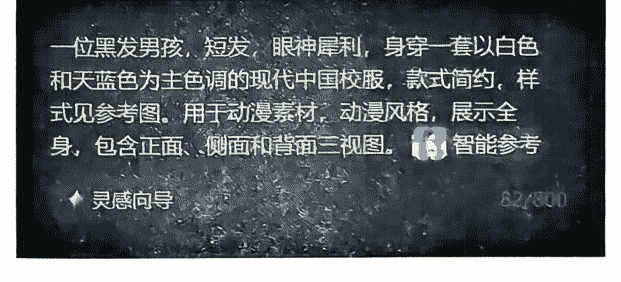 一位黑发男孩，短发，眼神犀利，身穿一套以白色
和天蓝色为主色调的现代中国校服，款式简约，样
式见参考图。用于动漫素材，动漫风格，展示全
身，包含正面、侧面和背面三视图。 智能参考
灵感向导 82/800